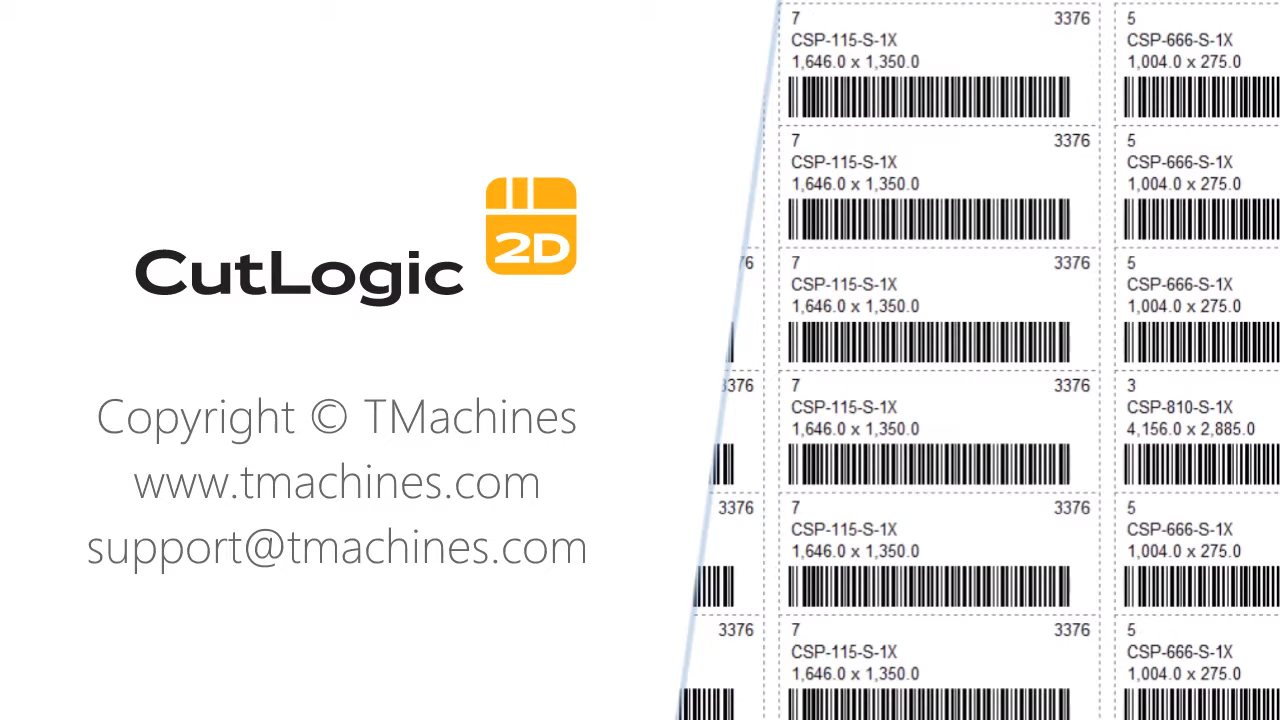 CutLogic 2D
Copyright © TMachines
www.tmachines.com
support@tmachines.com
7 3376
CSP-115-S-1X
1,646.0 x 1,350.0
7 3376
CSP-115-S-1X
1,646.0 x 1,350.0
76
7 3376
CSP-115-S-1X
1,646.0 x 1,350.0
3376
7 3376
CSP-115-S-1X
1,646.0 x 1,350.0
3376
7 3376
CSP-115-S-1X
1,646.0 x 1,350.0
3376
7 3376
CSP-115-S-1X
1,646.0 x 1,350.0
5
CSP-666-S-1X
1,004.0 x 275.0
5
CSP-666-S-1X
1,004.0 x 275.0
5
CSP-666-S-1X
1,004.0 x 275.0
3
CSP-810-S-1X
4,156.0 x 2,885.0
5
CSP-666-S-1X
1,004.0 x 275.0
5
CSP-666-S-1X
1,004.0 x 275.0